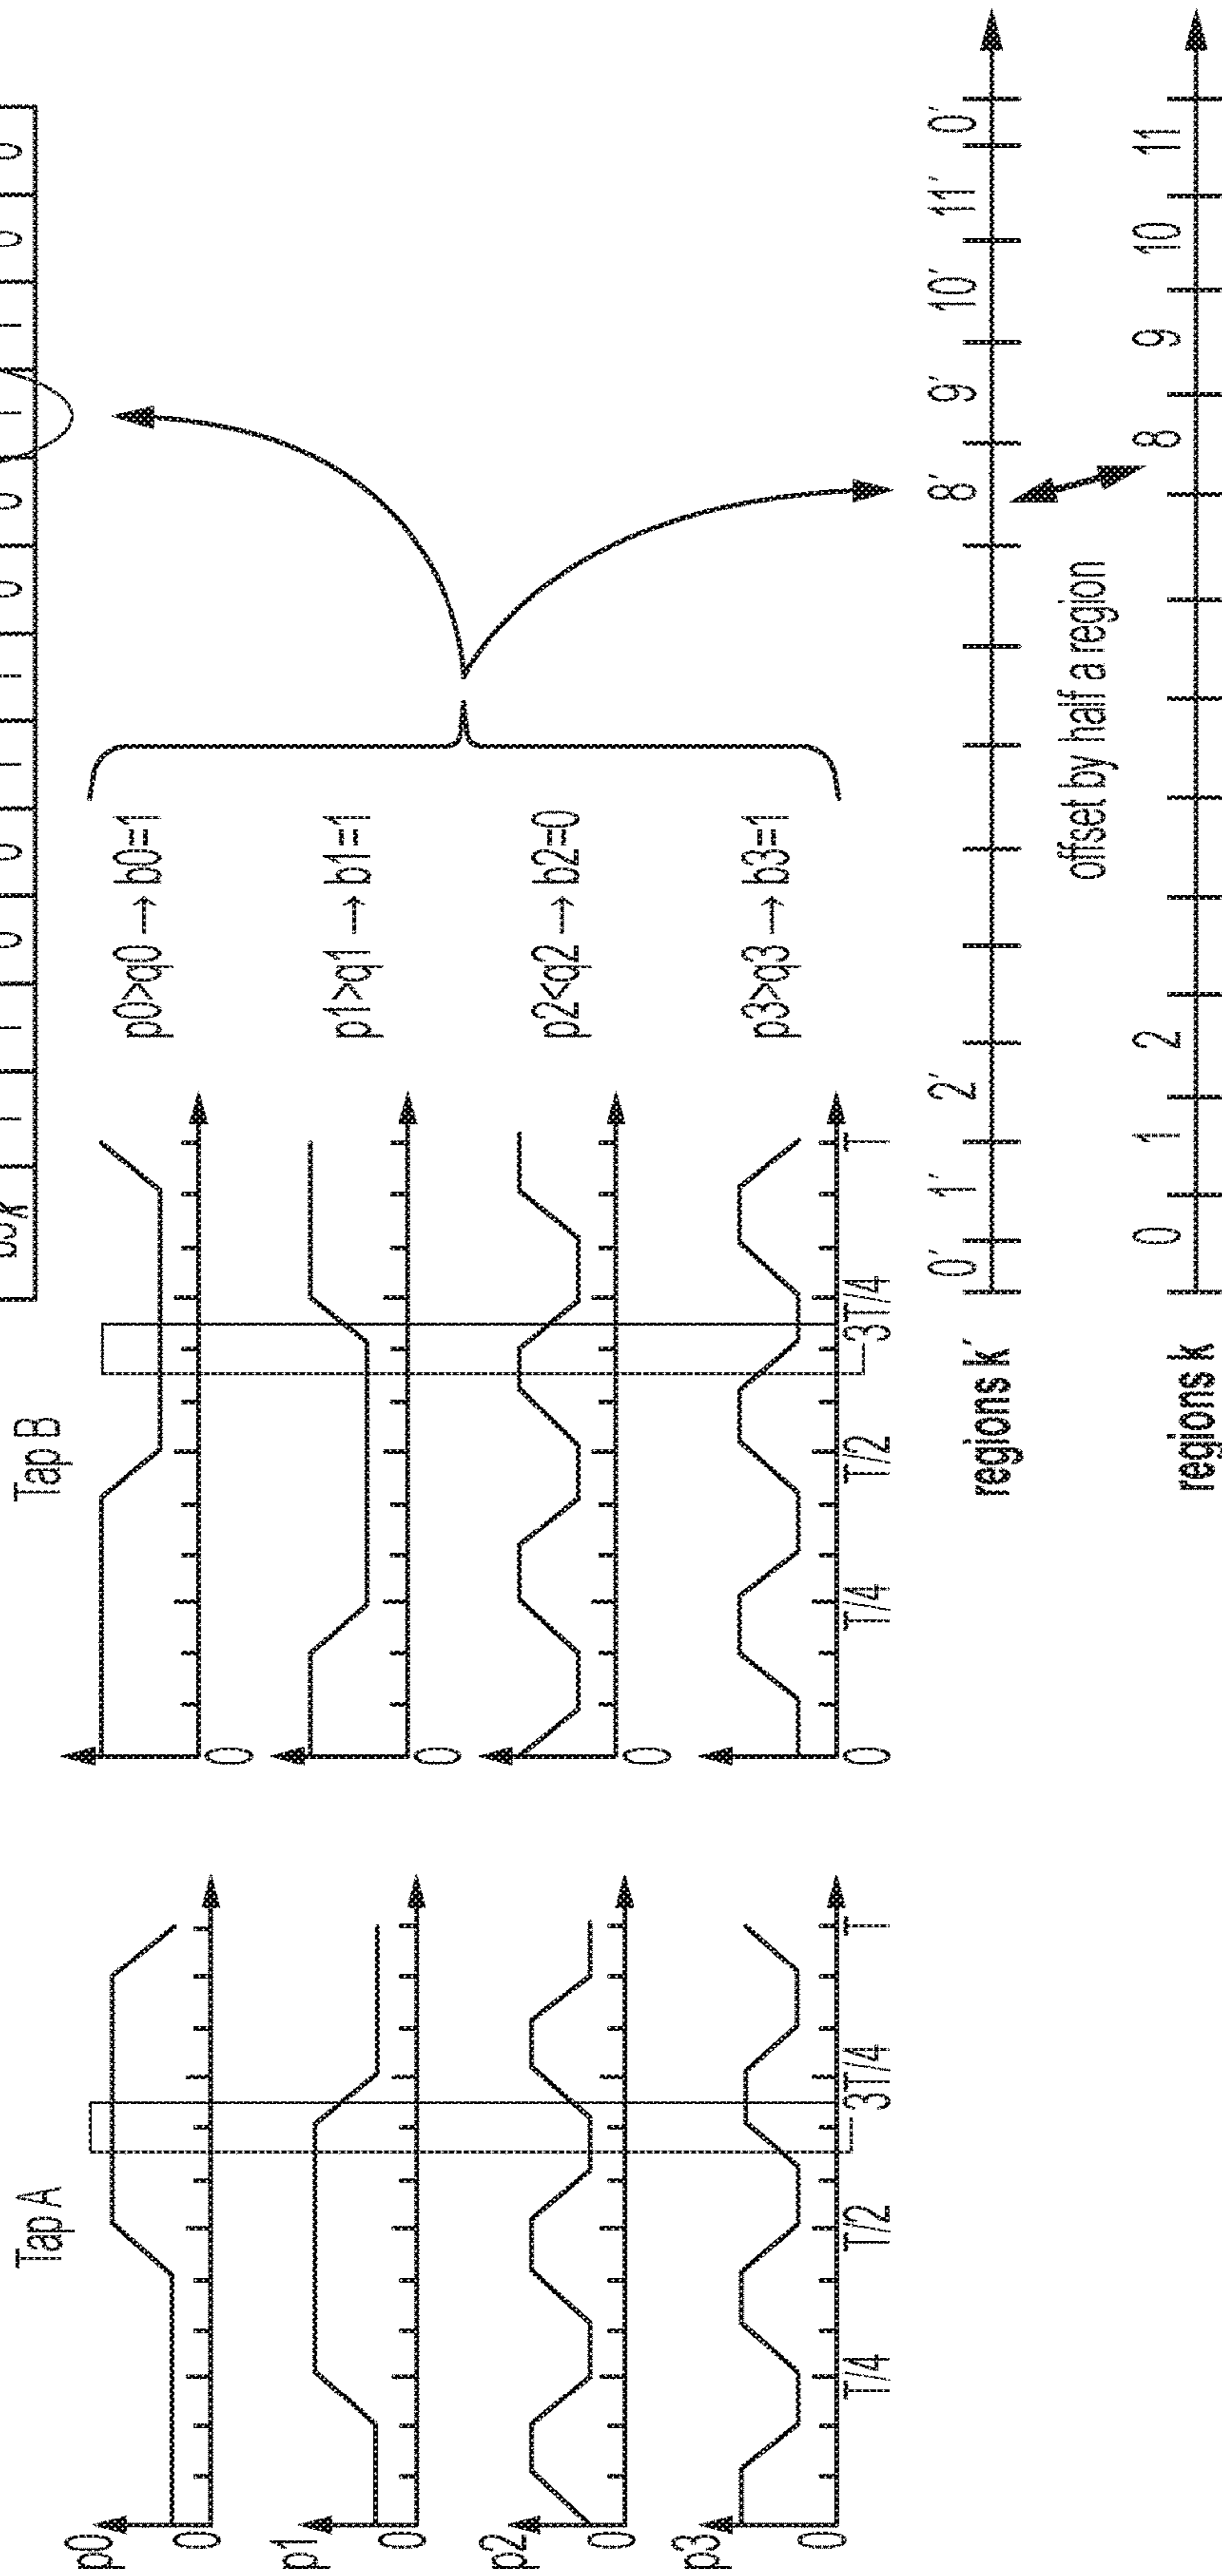 Tap A
Tap B
p0
0
0
p0>q0 → b0=1
p1
0
0
p1>q1 → b1=1
p2
0
0
p2<q2 → b2=0
p3
0 T/4 T/2 3T/4 T
0 T/4 T/2 3T/4 T
p3>q3 → b3=1
regions k′ 0′ 1′ 2′ 8′ 9′ 10′ 11′ 0′
offset by half a region
regions k 0 1 2 8 9 10 11